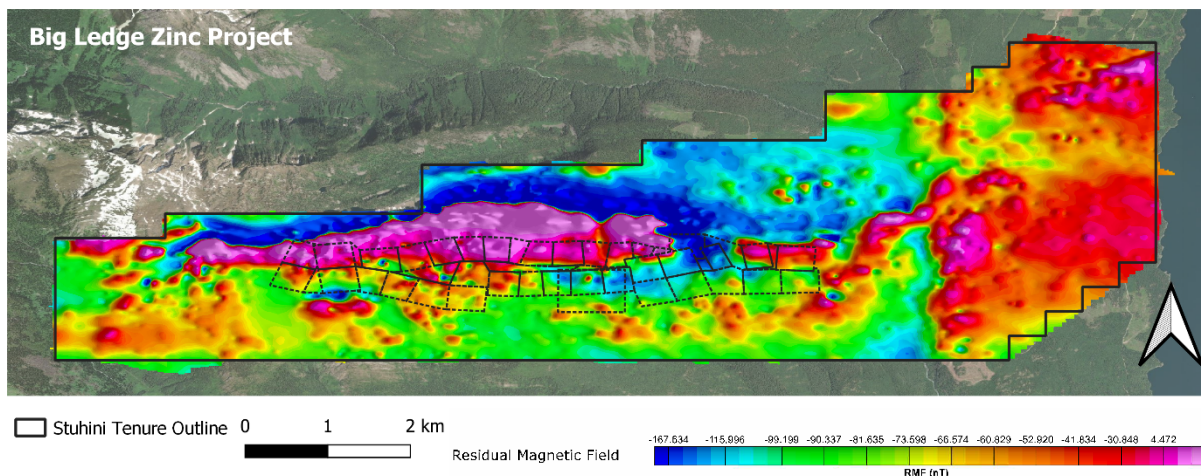 Big Ledge Zinc Project
Stuhini Tenure Outline
0 1 2 km
Residual Magnetic Field
-167.634 -115.996 -99.199 -90.337 -81.635 -73.598 -66.574 -60.829 -52.920 -41.834 -30.848 4.472
RMF (nT)